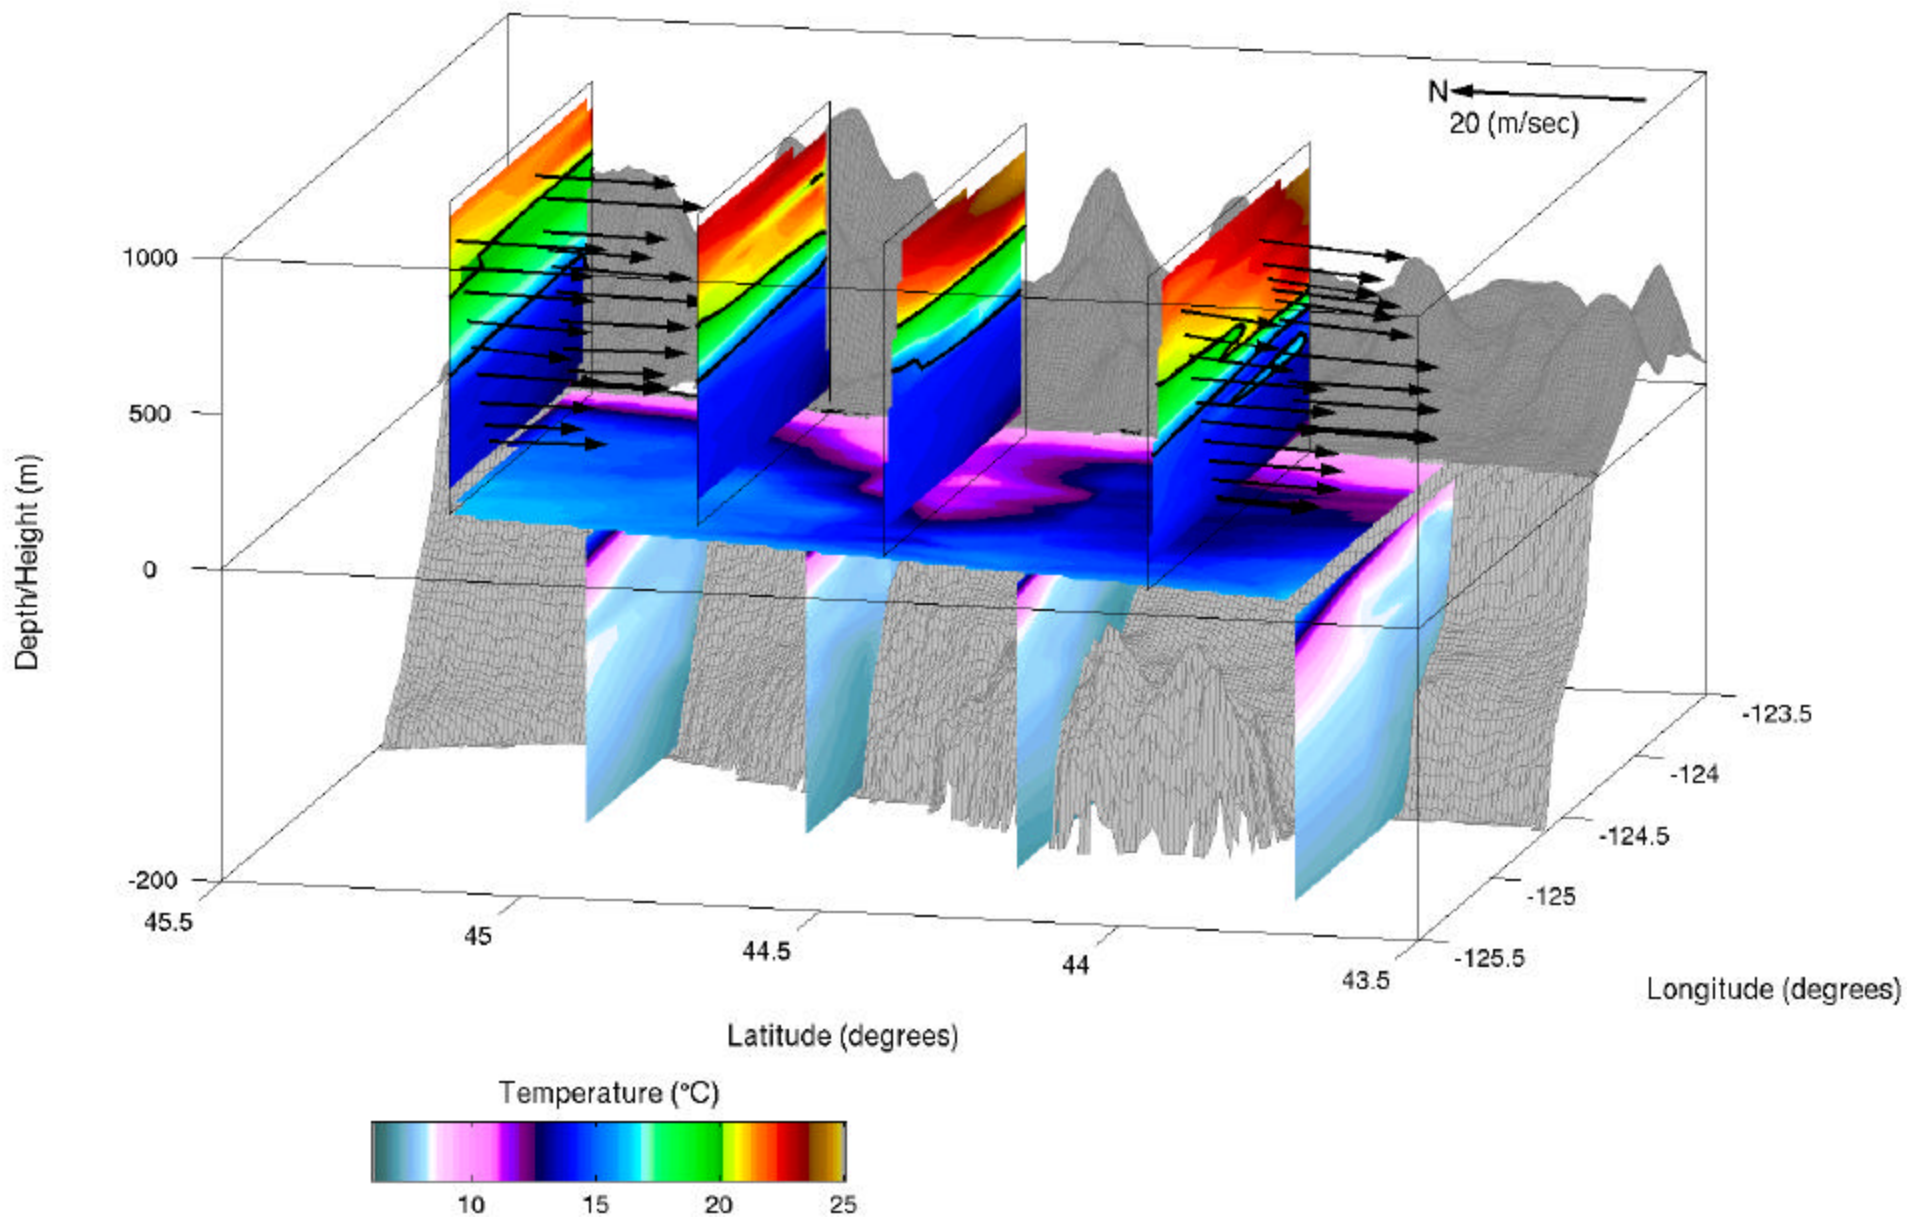 N
20 (m/sec)
1000
500
0
-200
Depth/Height (m)
45.5
45
44.5
44
43.5
Latitude (degrees)
-123.5
-124
-124.5
-125
-125.5
Longitude (degrees)
Temperature (°C)
10 15 20 25